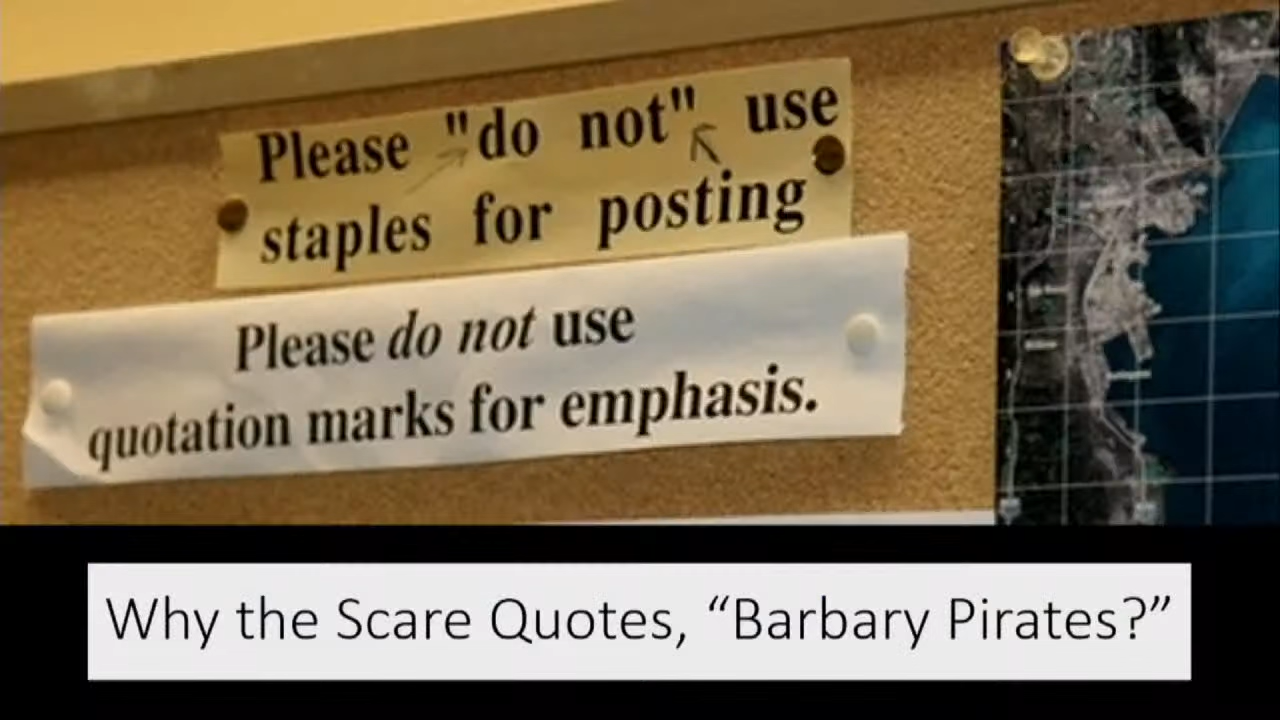 Please "do not" use
staples for posting
Please do not use
quotation marks for emphasis.
Why the Scare Quotes, “Barbary Pirates?”